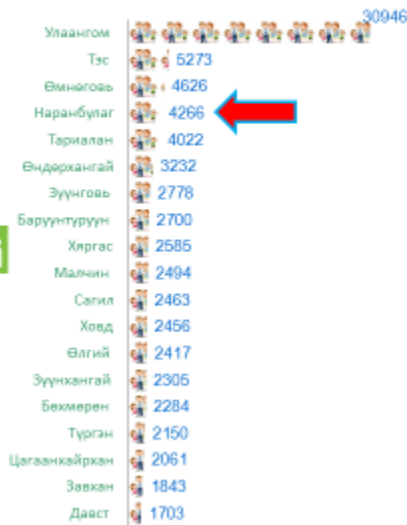 30946
Улаангом
Тэс 5273
Өмнөговь 4626
Наранбулаг 4266
Тариалан 4022
Өндөрхангай 3232
Зүүнговь 2778
Баруунтуруун 2700
Хяргас 2585
Малчин 2494
Сагил 2463
Ховд 2456
Өлгий 2417
Зүүнхангай 2305
Бөхмөрөн 2284
Түргэн 2150
Цагаанхайрхан 2061
Завхан 1843
Давст 1703